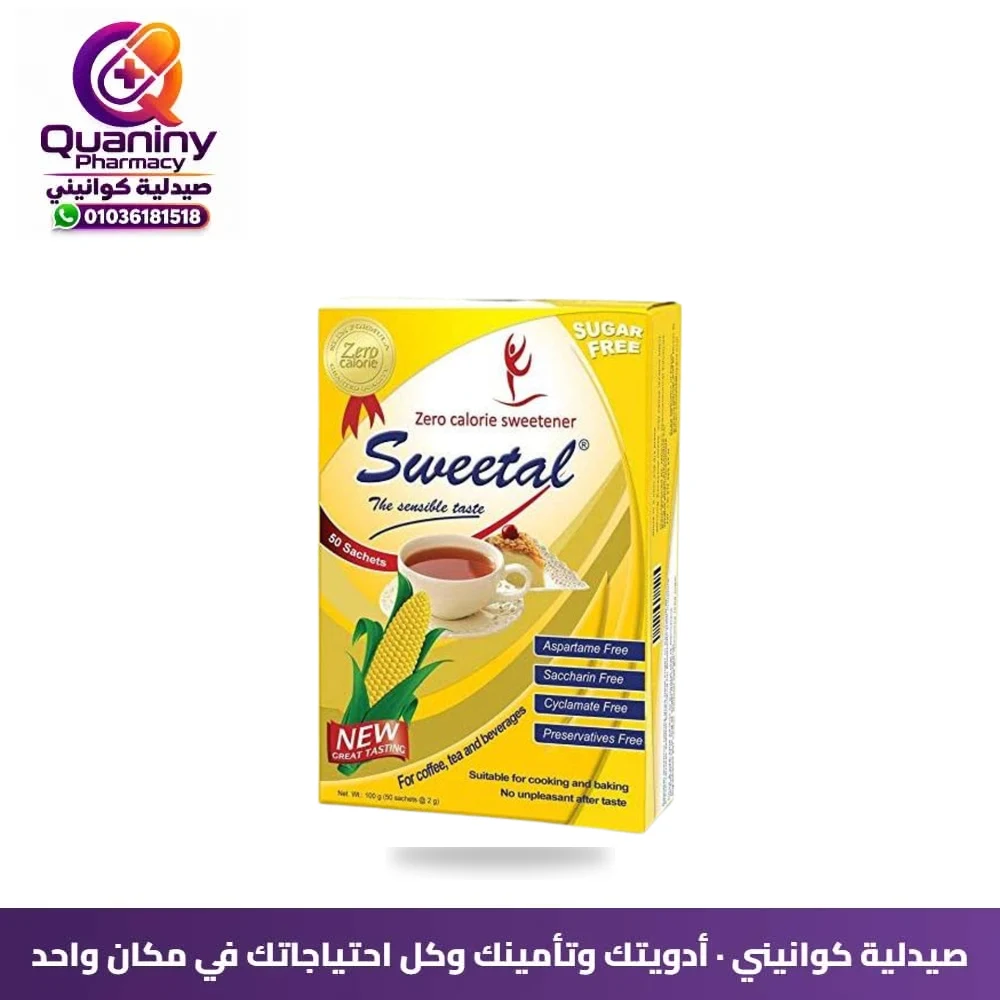 Quaniny
Pharmacy
صيدلية كوانيني
01036181518
SUGAR
FREE
SLIM FORMULA
Zero
calorie
Zero calorie sweetener
Sweetal®
The sensible taste
50 Sachets
Aspartame Free
Saccharin Free
Cyclamate Free
Preservatives Free
NEW
GREAT TASTING
For coffee, tea and beverages
Suitable for cooking and baking
No unpleasant after taste
Net. Wt.: 100 g (50 sachets @ 2 g)
صيدلية كوانيني · أدويتك وتأمينك وكل احتياجاتك في مكان واحد